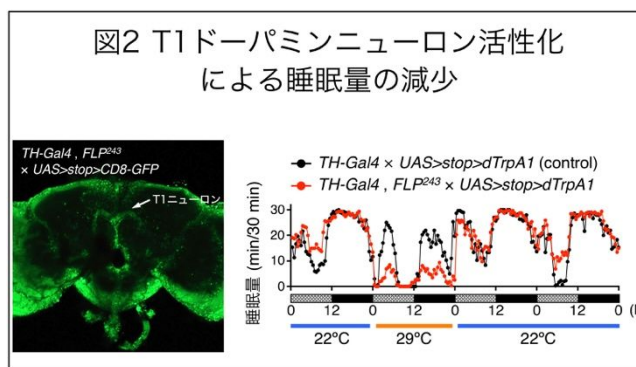 図2 T1ドーパミンニューロン活性化
による睡眠量の減少
TH-Gal4 , FLP²⁴³
× UAS>stop>CD8-GFP
T1ニューロン
TH-Gal4 × UAS>stop>dTrpA1 (control)
TH-Gal4 , FLP²⁴³ × UAS>stop>dTrpA1
睡眠量 (min/30 min)
30
20
10
0
0 12 0 12 0 12 0 12 0
22ºC 29ºC 22ºC